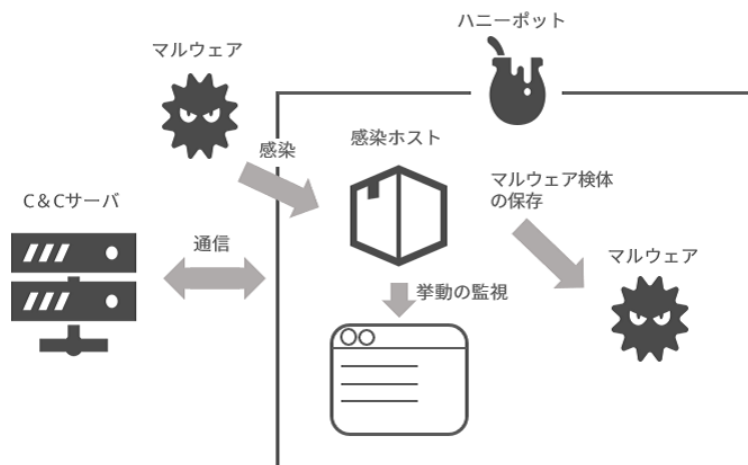 ハニーポット
マルウェア
感染
感染ホスト
マルウェア検体
の保存
C&Cサーバ
通信
マルウェア
挙動の監視